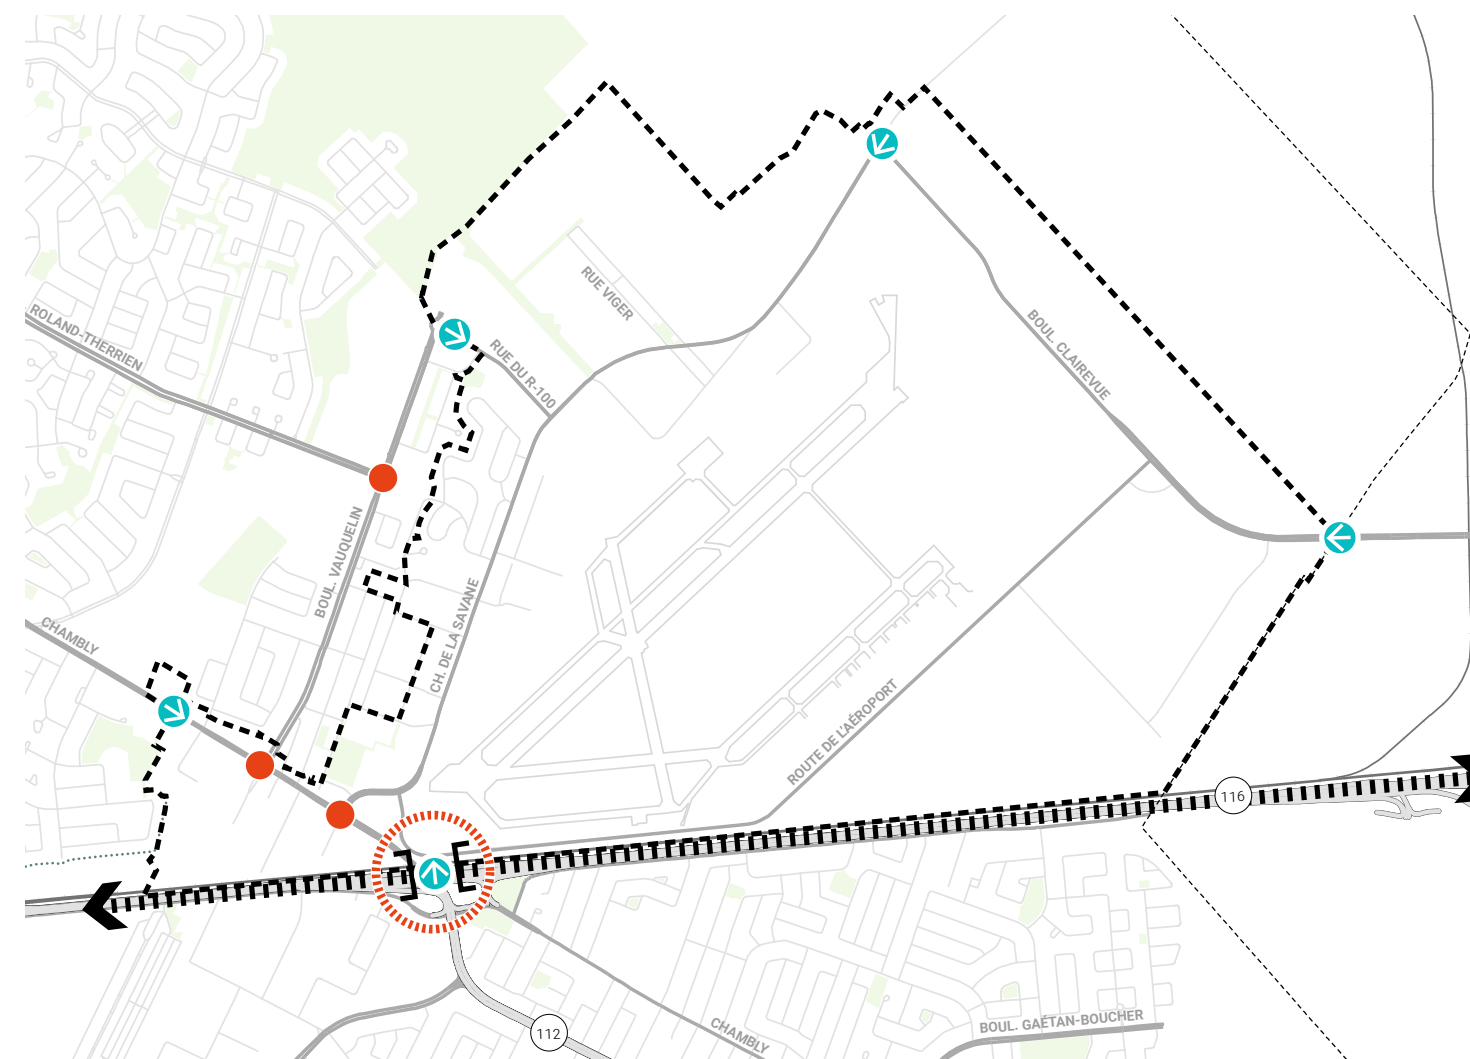 RUE VIGER
ROLAND-THERRIEN
BOUL. CLAIREVUE
RUE DU R-100
BOUL. VAUQUELIN
CHAMBLY
CH. DE LA SAVANE
ROUTE DE L'AÉROPORT
116
BOUL. GAÉTAN-BOUCHER
CHAMBLY
112